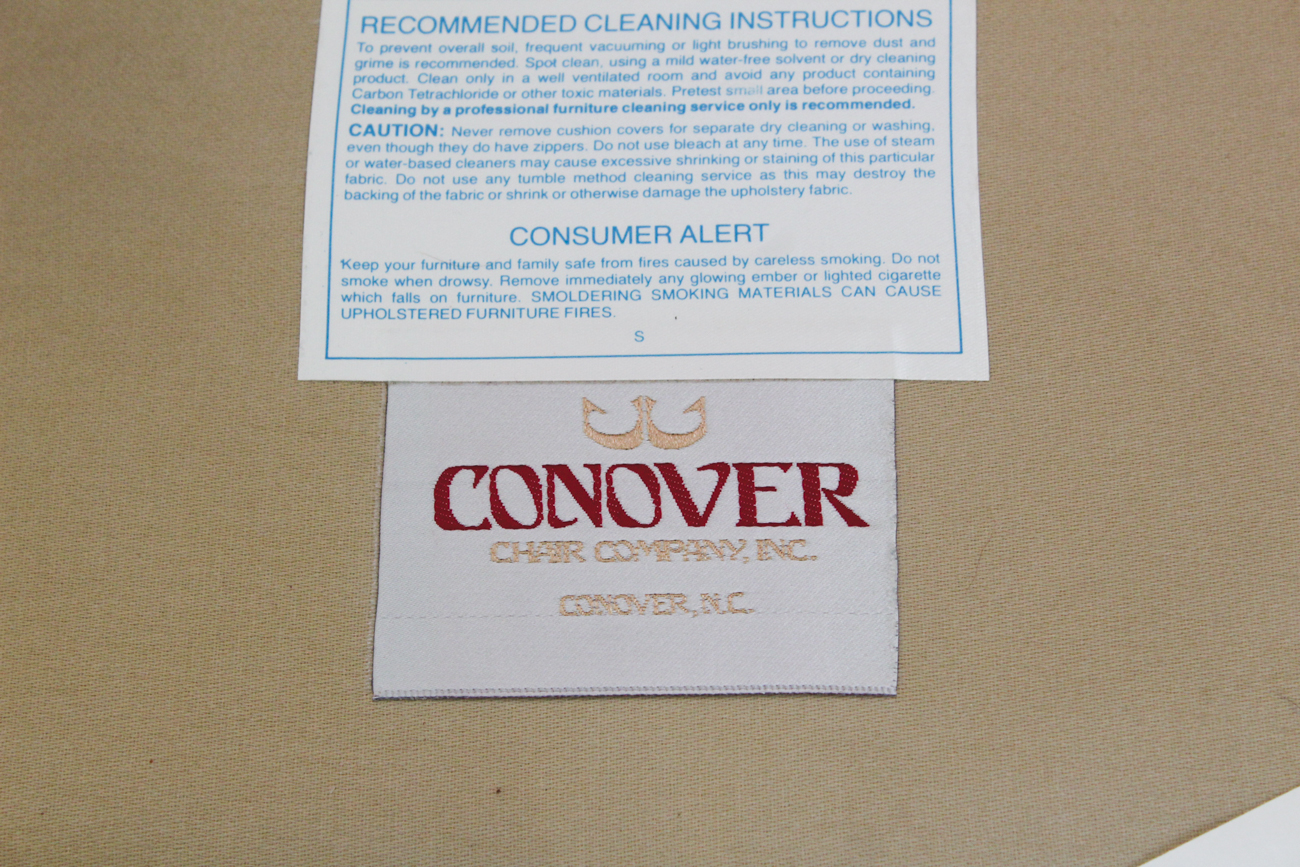 RECOMMENDED CLEANING INSTRUCTIONS
To prevent overall soil, frequent vacuuming or light brushing to remove dust and
grime is recommended. Spot clean, using a mild water-free solvent or dry cleaning
product. Clean only in a well ventilated room and avoid any product containing
Carbon Tetrachloride or other toxic materials. Pretest small area before proceeding.
Cleaning by a professional furniture cleaning service only is recommended.
CAUTION: Never remove cushion covers for separate dry cleaning or washing,
even though they do have zippers. Do not use bleach at any time. The use of steam
or water-based cleaners may cause excessive shrinking or staining of this particular
fabric. Do not use any tumble method cleaning service as this may destroy the
backing of the fabric or shrink or otherwise damage the upholstery fabric.
CONSUMER ALERT
Keep your furniture and family safe from fires caused by careless smoking. Do not
smoke when drowsy. Remove immediately any glowing ember or lighted cigarette
which falls on furniture. SMOLDERING SMOKING MATERIALS CAN CAUSE
UPHOLSTERED FURNITURE FIRES.
S
CONOVER
CHAIR COMPANY, INC.
CONOVER, N.C.